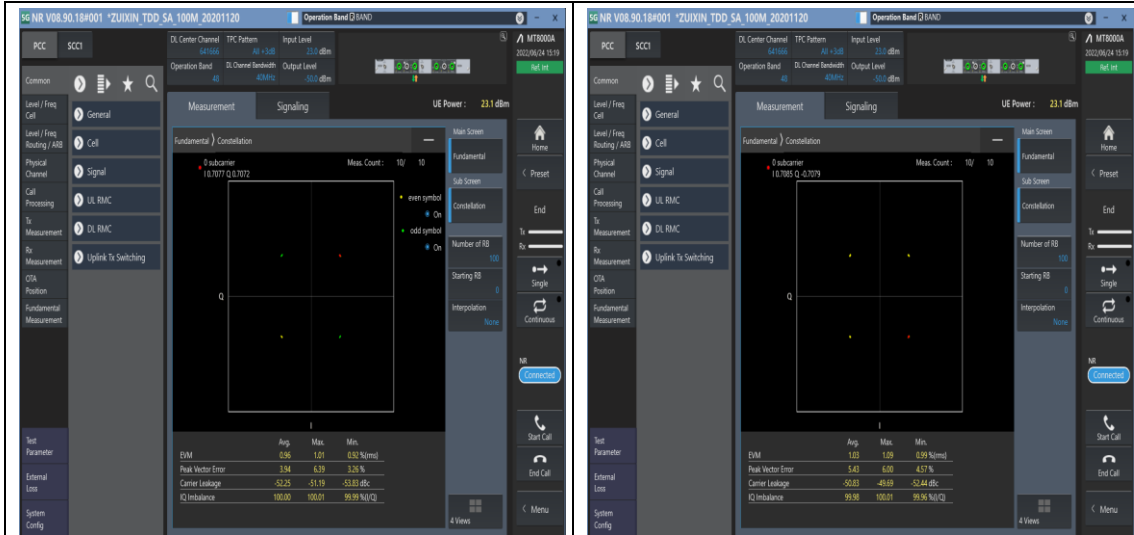 5G NR V08.90.18#001 *ZUIXIN_TDD_SA_100M_20201120
Operation Band BAND
PCC SCC1
DL Center Channel TPC Pattern Input Level
641666 All +3dB 23.0 dBm
Operation Band DL Channel Bandwidth Output Level
40 40MHz -50.0 dBm
MT8000A
2022/06/24 15:19
Ref. Int
Common
Level / Freq
Cell
Level / Freq
Routing / ARB
Physical
Channel
Call
Processing
Tx
Measurement
Rx
Measurement
OTA
Position
Fundamental
Measurement
Test
Parameter
External
Loss
System
Config
General
Cell
Signal
UL RMC
DL RMC
Uplink Tx Switching
Measurement Signaling
UE Power : 23.1 dBm
Fundamental Constellation
0 subcarrier Meas. Count : 10/ 10
I 0.7077 Q 0.7072
even symbol
On
odd symbol
On
Q
I
Avg. Max. Min.
EVM 0.96 1.01 0.92 %(rms)
Peak Vector Error 3.94 6.39 3.26 %
Carrier Leakage -52.25 -51.19 -53.83 dBc
IQ Imbalance 100.00 100.01 99.99 %(I/Q)
Main Screen
Fundamental
Sub Screen
Constellation
Number of RB
100
Starting RB
0
Interpolation
None
4 Views
Home
Preset
End
Tx
Rx
Single
Continuous
NR
Connected
Start Call
End Call
Menu
5G NR V08.90.18#001 *ZUIXIN_TDD_SA_100M_20201120
Operation Band BAND
PCC SCC1
DL Center Channel TPC Pattern Input Level
641666 All +3dB 23.0 dBm
Operation Band DL Channel Bandwidth Output Level
40 40MHz -50.0 dBm
MT8000A
2022/06/24 15:19
Ref. Int
Common
Level / Freq
Cell
Level / Freq
Routing / ARB
Physical
Channel
Call
Processing
Tx
Measurement
Rx
Measurement
OTA
Position
Fundamental
Measurement
Test
Parameter
External
Loss
System
Config
General
Cell
Signal
UL RMC
DL RMC
Uplink Tx Switching
Measurement Signaling
UE Power : 23.1 dBm
Fundamental Constellation
0 subcarrier Meas. Count : 10/ 10
I 0.7085 Q -0.7079
Q
I
Avg. Max. Min.
EVM 1.03 1.09 0.99 %(rms)
Peak Vector Error 5.43 6.00 4.57 %
Carrier Leakage -50.83 -49.69 -52.44 dBc
IQ Imbalance 99.98 100.01 99.96 %(I/Q)
Main Screen
Fundamental
Sub Screen
Constellation
Number of RB
100
Starting RB
0
Interpolation
None
4 Views
Home
Preset
End
Tx
Rx
Single
Continuous
NR
Connected
Start Call
End Call
Menu